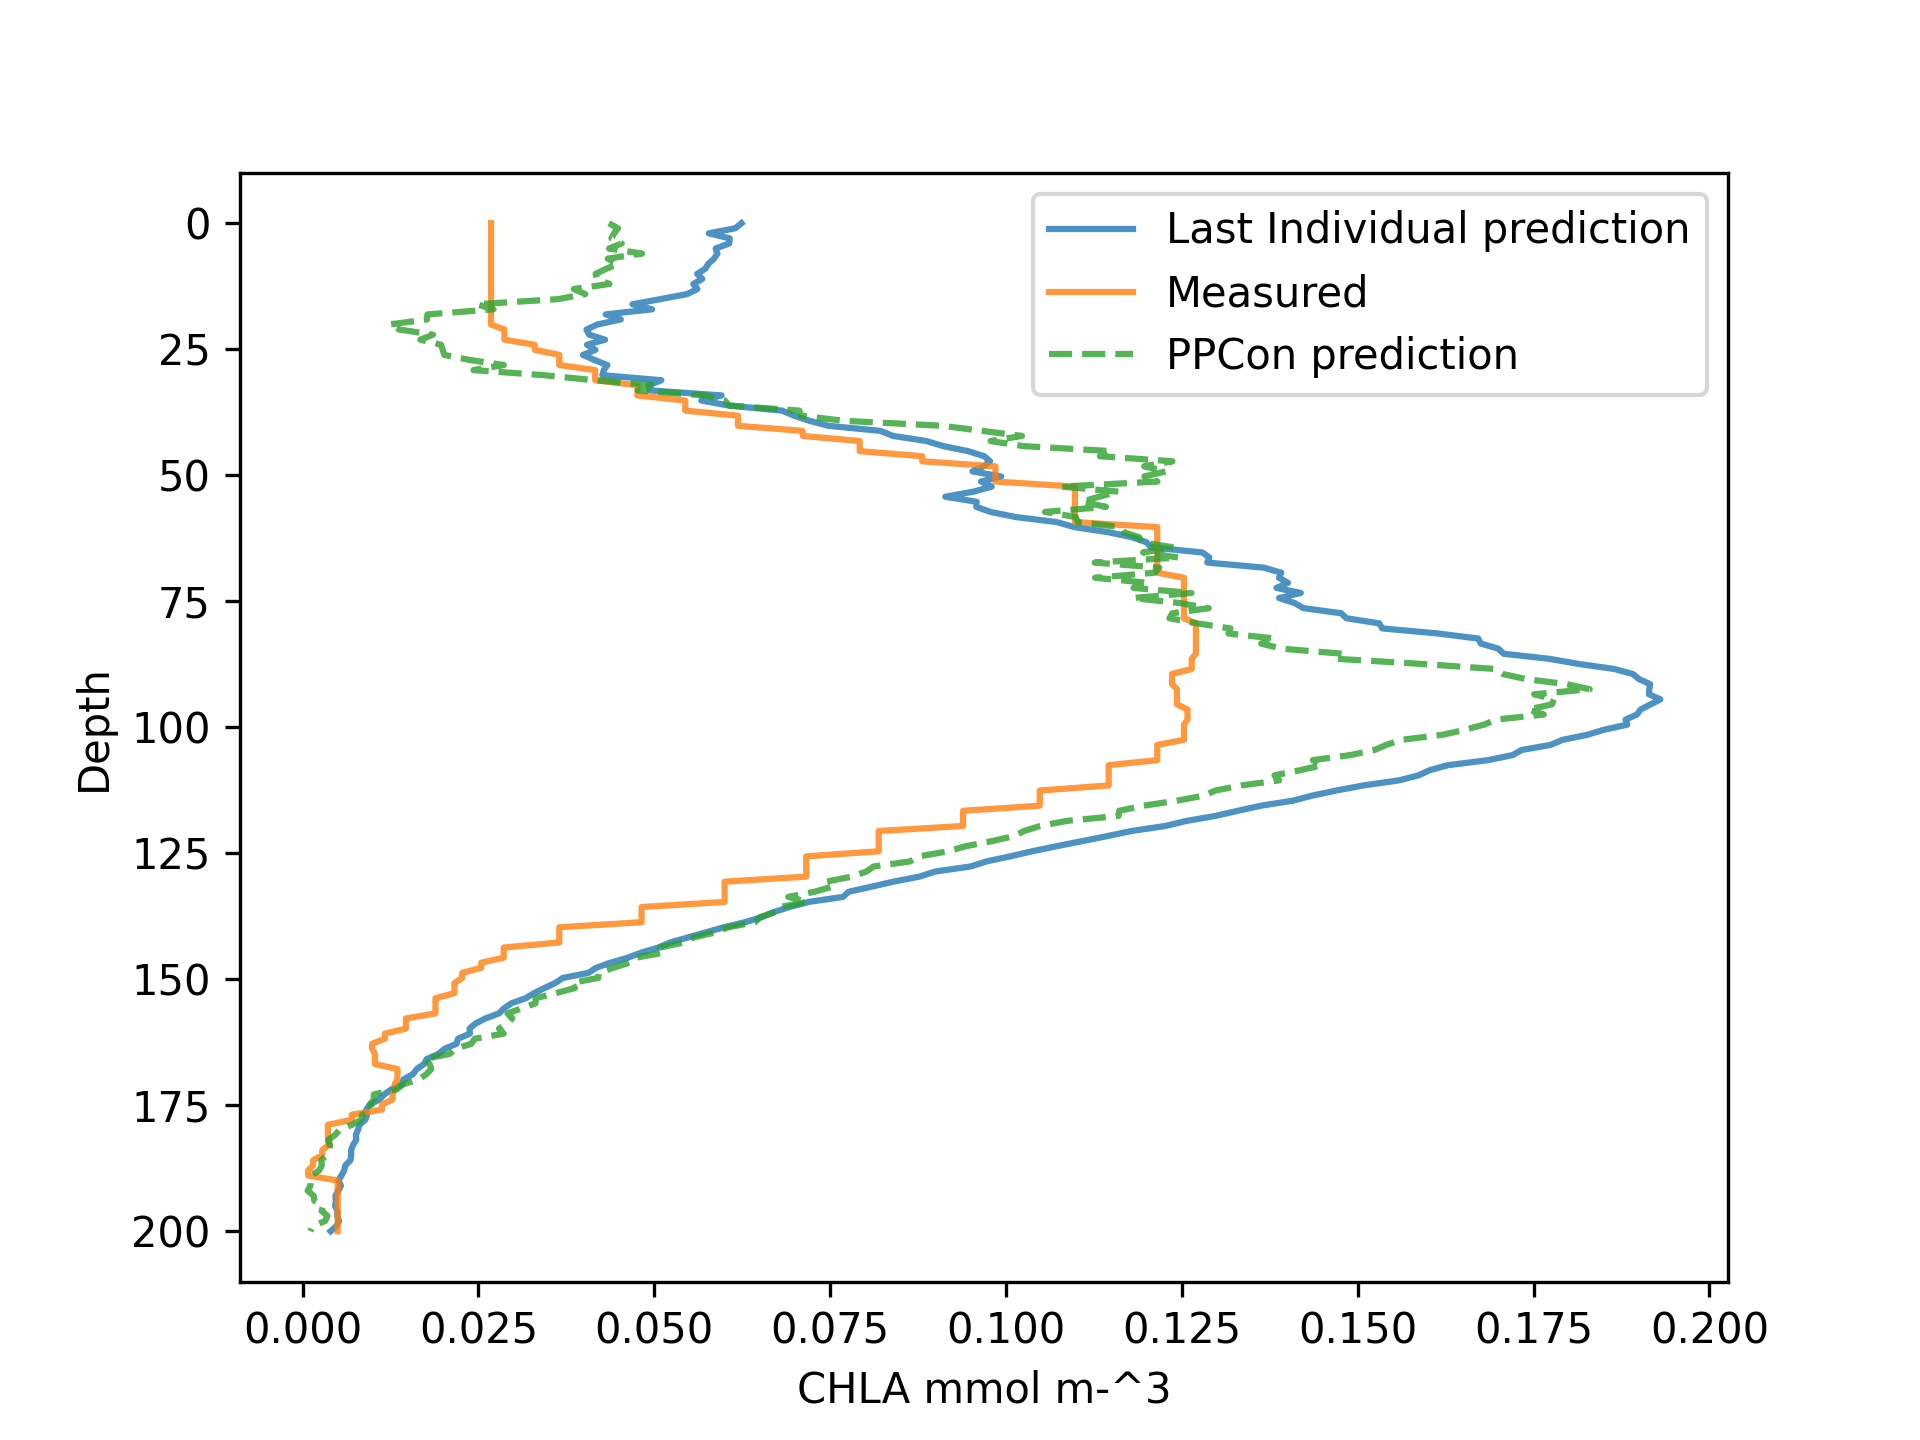 Last Individual prediction
Measured
PPCon prediction
0
25
50
75
100
125
150
175
200
Depth
0.000 0.025 0.050 0.075 0.100 0.125 0.150 0.175 0.200
CHLA mmol m-^3